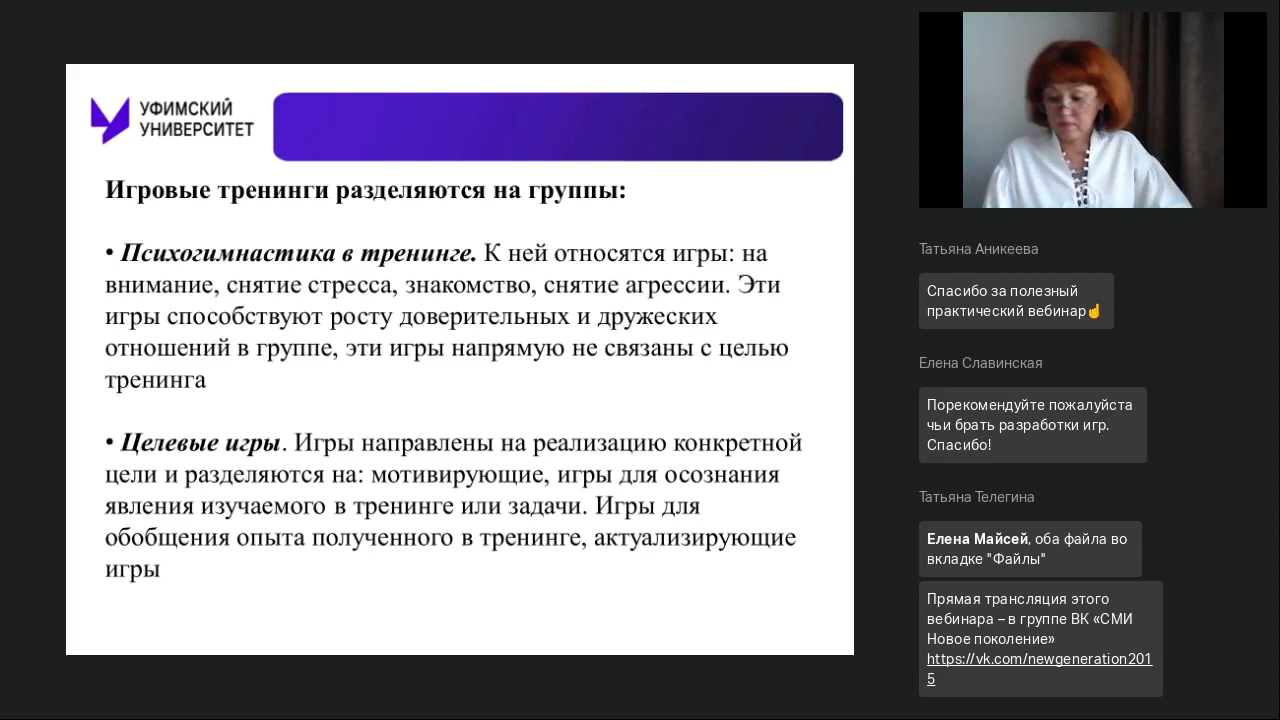 УФИМСКИЙ
УНИВЕРСИТЕТ
Игровые тренинги разделяются на группы:
• Психогимнастика в тренинге. К ней относятся игры: на
внимание, снятие стресса, знакомство, снятие агрессии. Эти
игры способствуют росту доверительных и дружеских
отношений в группе, эти игры напрямую не связаны с целью
тренинга
• Целевые игры. Игры направлены на реализацию конкретной
цели и разделяются на: мотивирующие, игры для осознания
явления изучаемого в тренинге или задачи. Игры для
обобщения опыта полученного в тренинге, актуализирующие
игры
Татьяна Аникеева
Спасибо за полезный
практический вебинар☝
Елена Славинская
Порекомендуйте пожалуйста
чьи брать разработки игр.
Спасибо!
Татьяна Телегина
Елена Майсей, оба файла во
вкладке "Файлы"
Прямая трансляция этого
вебинара – в группе ВК «СМИ
Новое поколение»
https://vk.com/newgeneration201
5